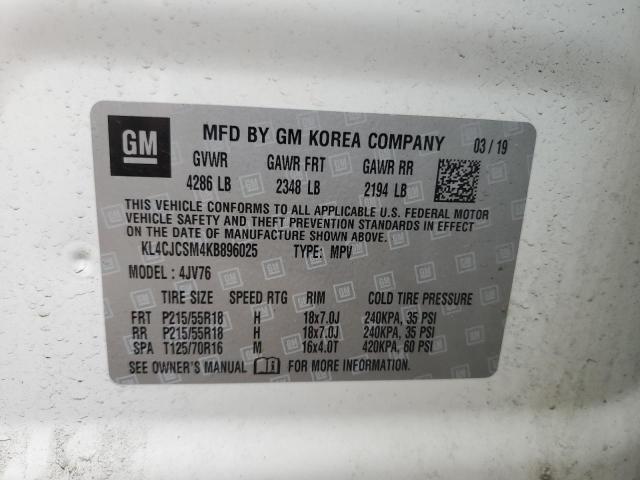 GM MFD BY GM KOREA COMPANY 03 / 19
GVWR GAWR FRT GAWR RR
4286 LB 2348 LB 2194 LB
THIS VEHICLE CONFORMS TO ALL APPLICABLE U.S. FEDERAL MOTOR
VEHICLE SAFETY AND THEFT PREVENTION STANDARDS IN EFFECT
ON THE DATE OF MANUFACTURE SHOWN ABOVE.
KL4CJCSM4KB896025 TYPE: MPV
MODEL : 4JV76
TIRE SIZE SPEED RTG RIM COLD TIRE PRESSURE
FRT P215/55R18 H 18x7.0J 240KPA, 35 PSI
RR P215/55R18 H 18x7.0J 240KPA, 35 PSI
SPA T125/70R16 M 16x4.0T 420KPA, 60 PSI
SEE OWNER'S MANUAL FOR MORE INFORMATION.